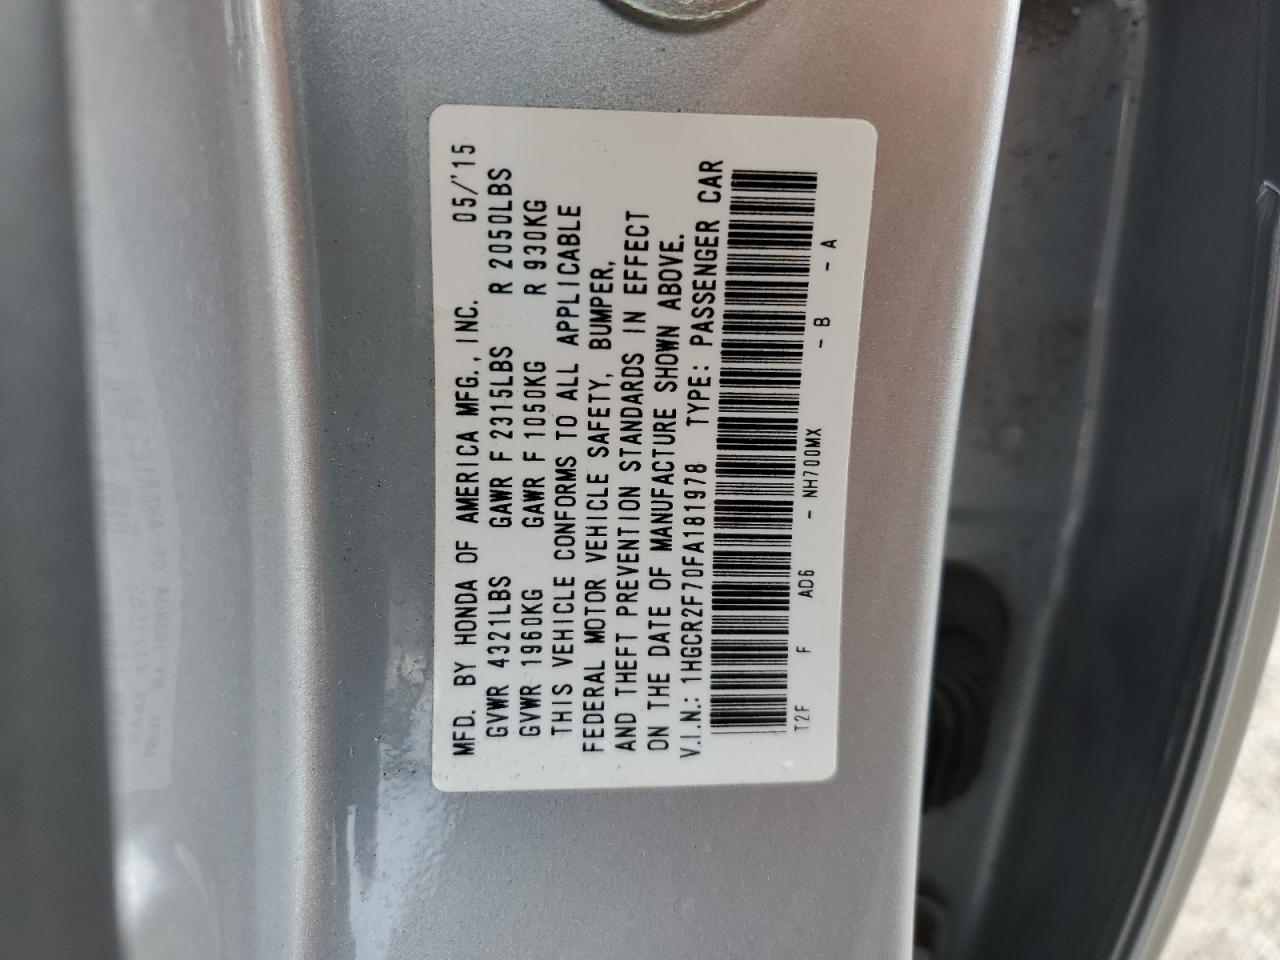 MFD. BY HONDA OF AMERICA MFG., INC. 05/'15
GVWR 4321LBS GAWR F 2315LBS R 2050LBS
GVWR 1960KG GAWR F 1050KG R 930KG
THIS VEHICLE CONFORMS TO ALL APPLICABLE
FEDERAL MOTOR VEHICLE SAFETY, BUMPER,
AND THEFT PREVENTION STANDARDS IN EFFECT
ON THE DATE OF MANUFACTURE SHOWN ABOVE.
V.I.N.: 1HGCR2F70FA181978 TYPE: PASSENGER CAR
T2F F AD6 - NH700MX - B - A